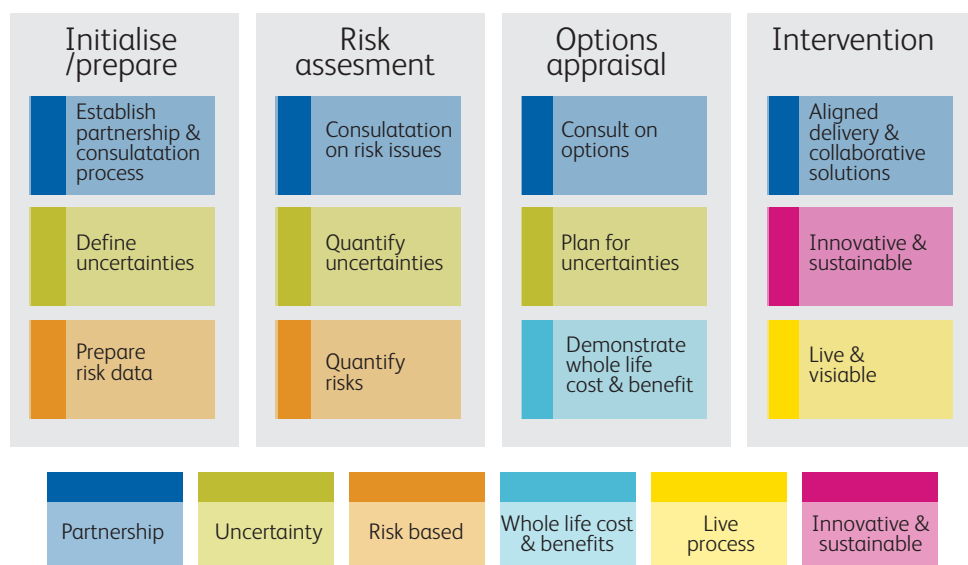 Initialise
/prepare
Establish
partnership &
consulatation
process
Define
uncertainties
Prepare
risk data
Risk
assesment
Consulatation
on risk issues
Quantify
uncertainties
Quantify
risks
Options
appraisal
Consult on
options
Plan for
uncertainties
Demonstrate
whole life
cost & benefit
Intervention
Aligned
delivery &
collaborative
solutions
Innovative &
sustainable
Live &
visiable
Partnership
Uncertainty
Risk based
Whole life cost
& benefits
Live
process
Innovative &
sustainable